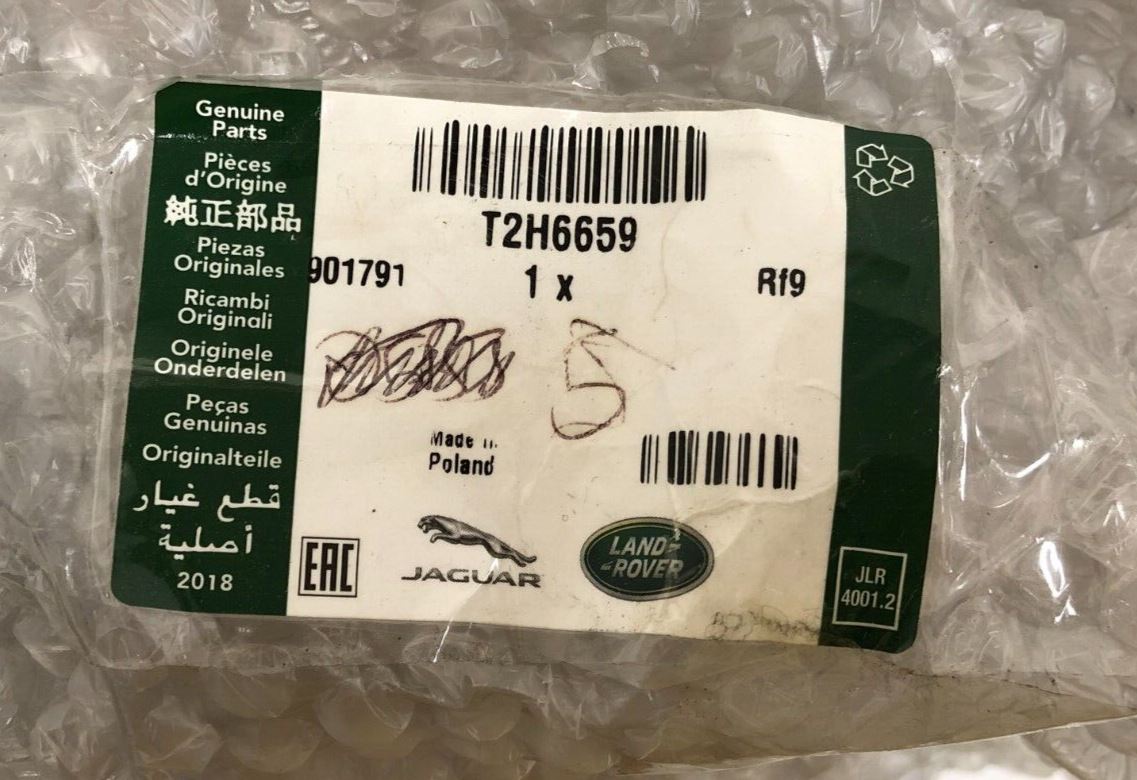 Genuine
Parts
Pièces
d'Origine
純正部品
Piezas
Originales
Ricambi
Originali
Originele
Onderdelen
Peças
Genuinas
Originalteile
قطع غيار
أصلية
2018
T2H6659
901791
1 x
Rf9
5
Made
Poland
EAC
JAGUAR
LAND-
-ROVER
JLR
4001.2